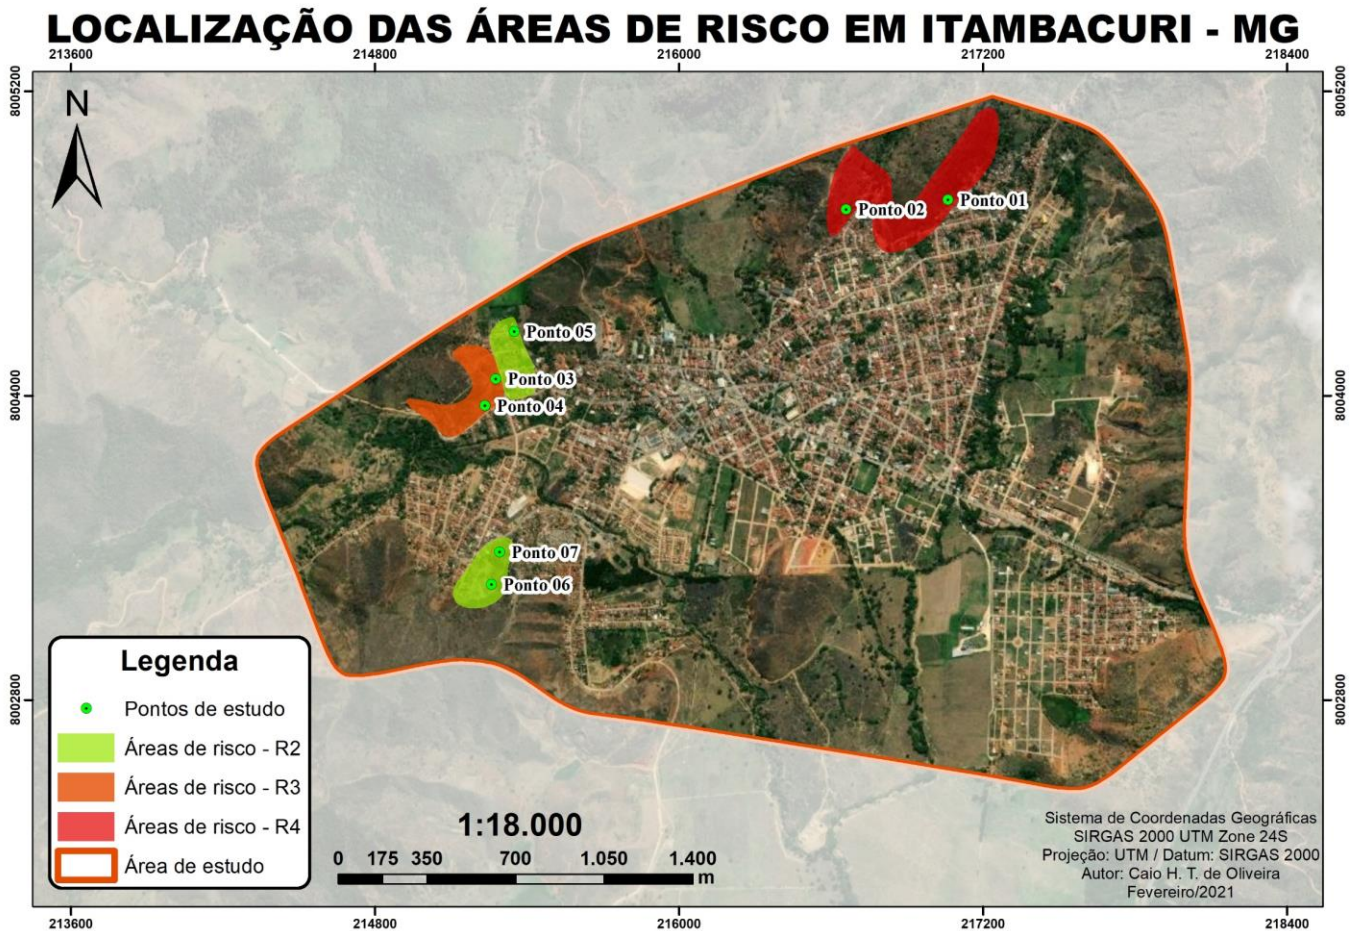 LOCALIZAÇÃO DAS ÁREAS DE RISCO EM ITAMBACURI - MG
213600 214800 216000 217200 218400
8005200 8005200
N
Ponto 02 Ponto 01
Ponto 05
Ponto 03
8004000 8004000
Ponto 04
Ponto 07
Ponto 06
Legenda
Pontos de estudo
Áreas de risco - R2
Áreas de risco - R3
Áreas de risco - R4
Área de estudo
8002800 8002800
1:18.000
0 175 350 700 1.050 1.400
m
Sistema de Coordenadas Geográficas
SIRGAS 2000 UTM Zone 24S
Projeção: UTM / Datum: SIRGAS 2000
Autor: Caio H. T. de Oliveira
Fevereiro/2021
213600 214800 216000 217200 218400